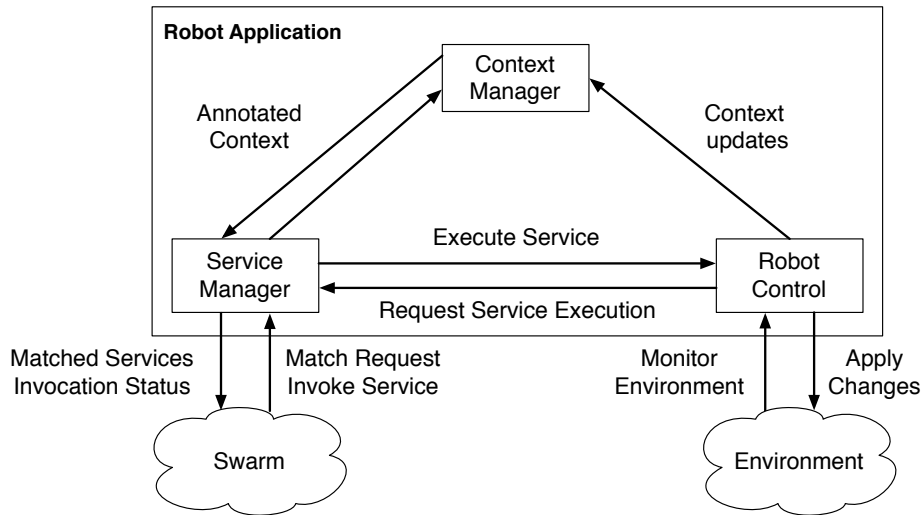 Robot Application
Context
Manager
Annotated
Context
Context
updates
Execute Service
Service
Manager
Robot
Control
Request Service Execution
Matched Services
Invocation Status
Match Request
Invoke Service
Monitor
Environment
Apply
Changes
Swarm
Environment